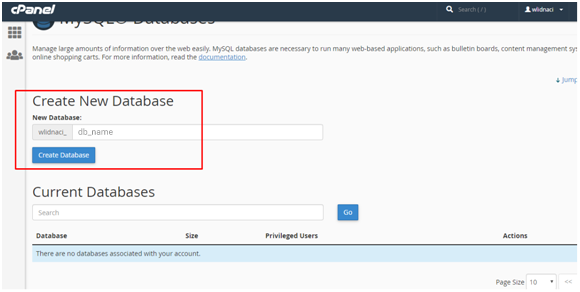 cPanel
Search ( / )
wlidnaci
MySQL® Databases
Manage large amounts of information over the web easily. MySQL databases are necessary to run many web-based applications, such as bulletin boards, content management sys
online shopping carts. For more information, read the documentation.
Jump
Create New Database
New Database:
wlidnaci_ db_name
Create Database
Current Databases
Search Go
Database Size Privileged Users Actions
There are no databases associated with your account.
Page Size 10 <<